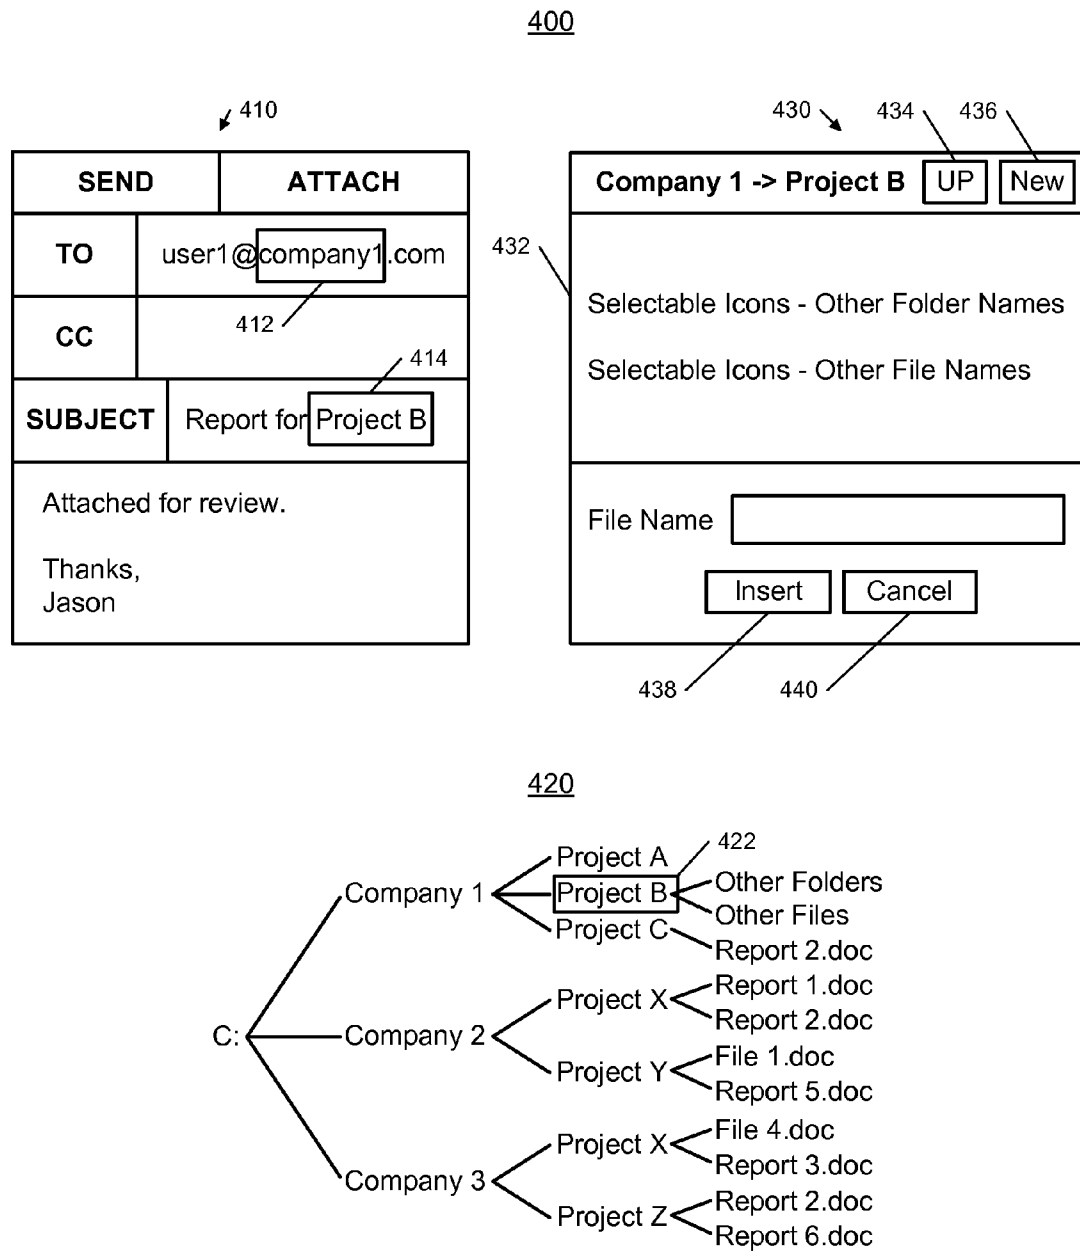 400
410
430
434
436
SEND
ATTACH
TO
user1@company1.com
412
CC
414
SUBJECT
Report for Project B
Attached for review.
Thanks,
Jason
Company 1 -> Project B
UP
New
432
Selectable Icons - Other Folder Names
Selectable Icons - Other File Names
File Name
Insert
Cancel
438
440
420
422
C:
Company 1
Project A
Project B
Other Folders
Other Files
Project C
Report 2.doc
Company 2
Project X
Report 1.doc
Report 2.doc
Project Y
File 1.doc
Report 5.doc
Company 3
Project X
File 4.doc
Report 3.doc
Project Z
Report 2.doc
Report 6.doc